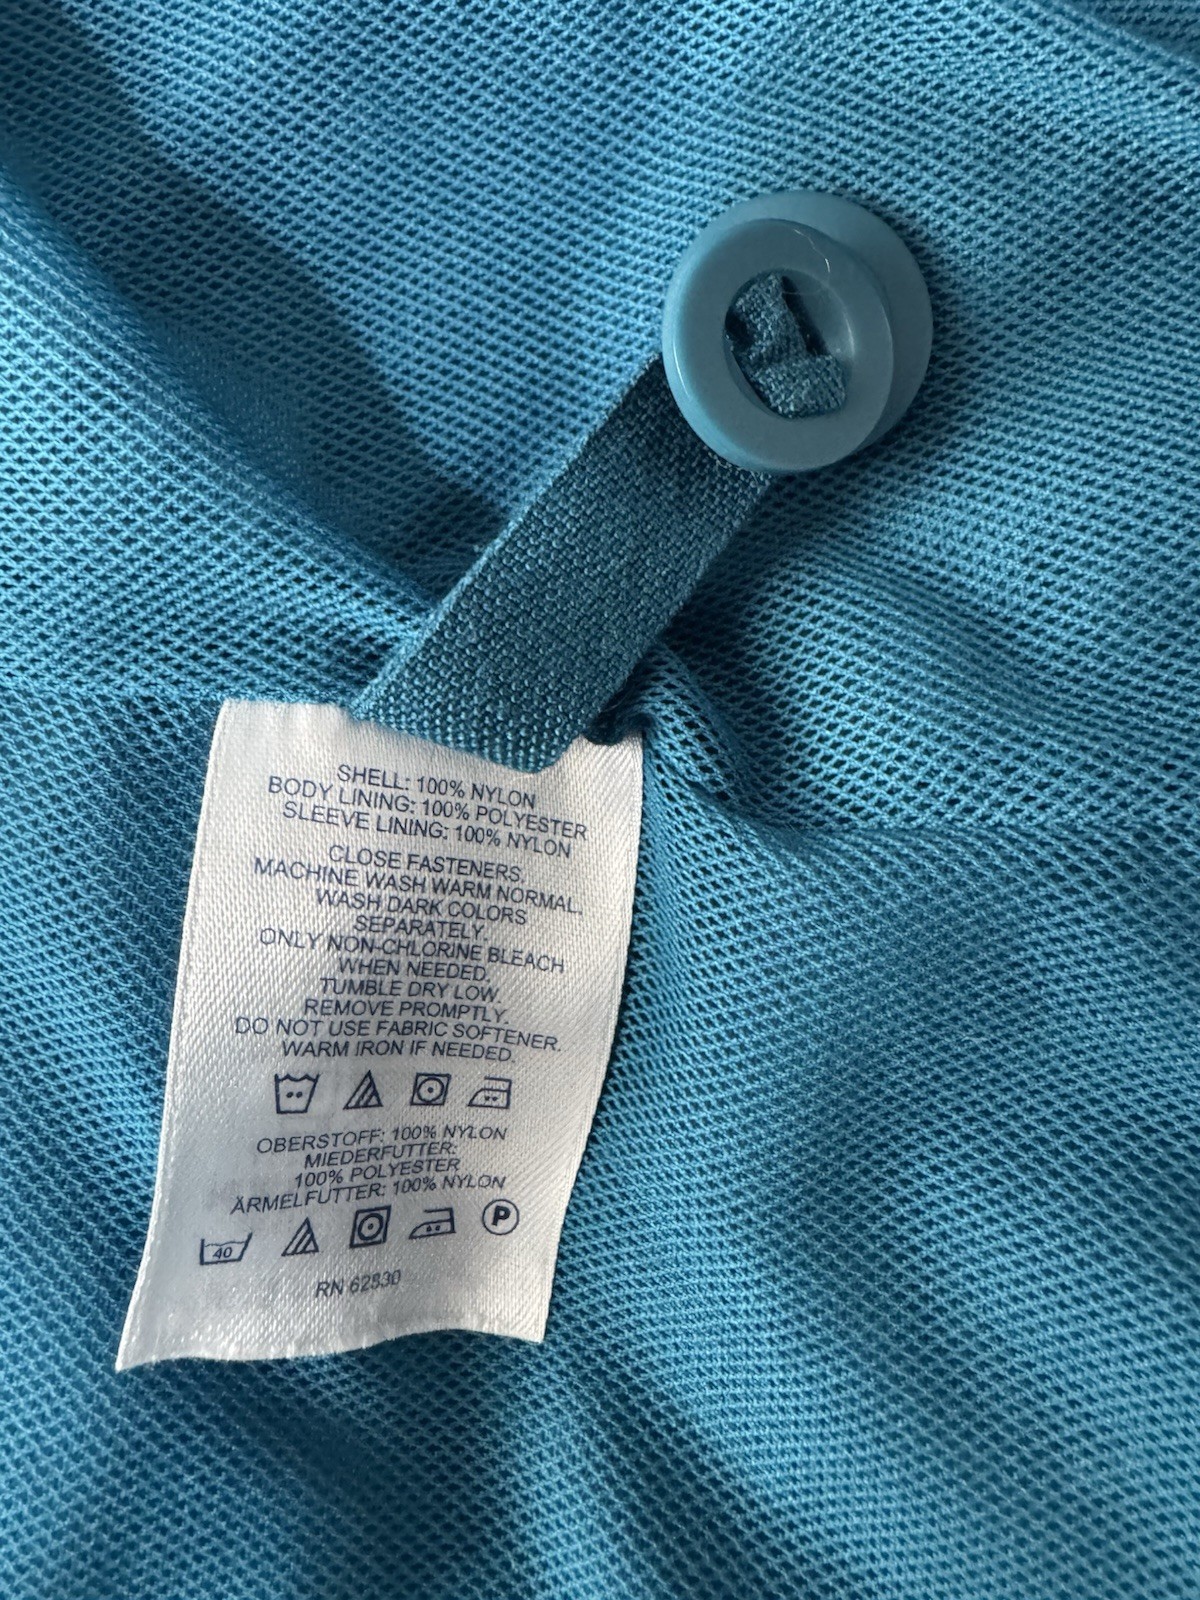 SHELL: 100% NYLON
BODY LINING: 100% POLYESTER
SLEEVE LINING: 100% NYLON
CLOSE FASTENERS.
MACHINE WASH WARM NORMAL.
WASH DARK COLORS
SEPARATELY.
ONLY NON-CHLORINE BLEACH
WHEN NEEDED.
TUMBLE DRY LOW.
REMOVE PROMPTLY.
DO NOT USE FABRIC SOFTENER.
WARM IRON IF NEEDED.
OBERSTOFF: 100% NYLON
MIEDERFUTTER:
100% POLYESTER
ÄRMELFUTTER: 100% NYLON
40 P
RN 62830